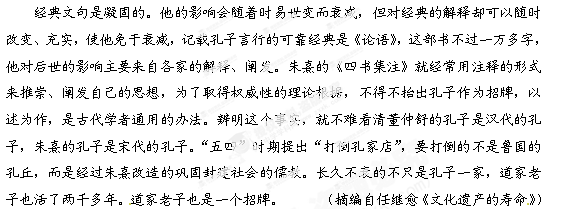 经典文句是凝固的。他的影响会随着时易世变而衰减，但对经典的解释却可以随时
改变、充实，使他免于衰减，记载孔子言行的可靠经典是《论语》，这部书不过一万多字，
他对后世的影响主要来自各家的解释、阐发。朱熹的《四书集注》就经常用注释的形式
来推崇、阐发自己的思想，为了取得权威性的理论根据，不得不抬出孔子作为招牌，以
述为作，是古代学者通用的办法。辨明这个事实，就不难看清董仲舒的孔子是汉代的孔
子，朱熹的孔子是宋代的孔子。“五四”时期提出“打倒孔家店”，要打倒的不是鲁国的
孔丘，而是经过朱熹改造的巩固封建社会的儒教。长久不衰的不只是孔子一家，道家老
子也活了两千多年。道家老子也是一个招牌。 （摘编自任继愈《文化遗产的寿命》）